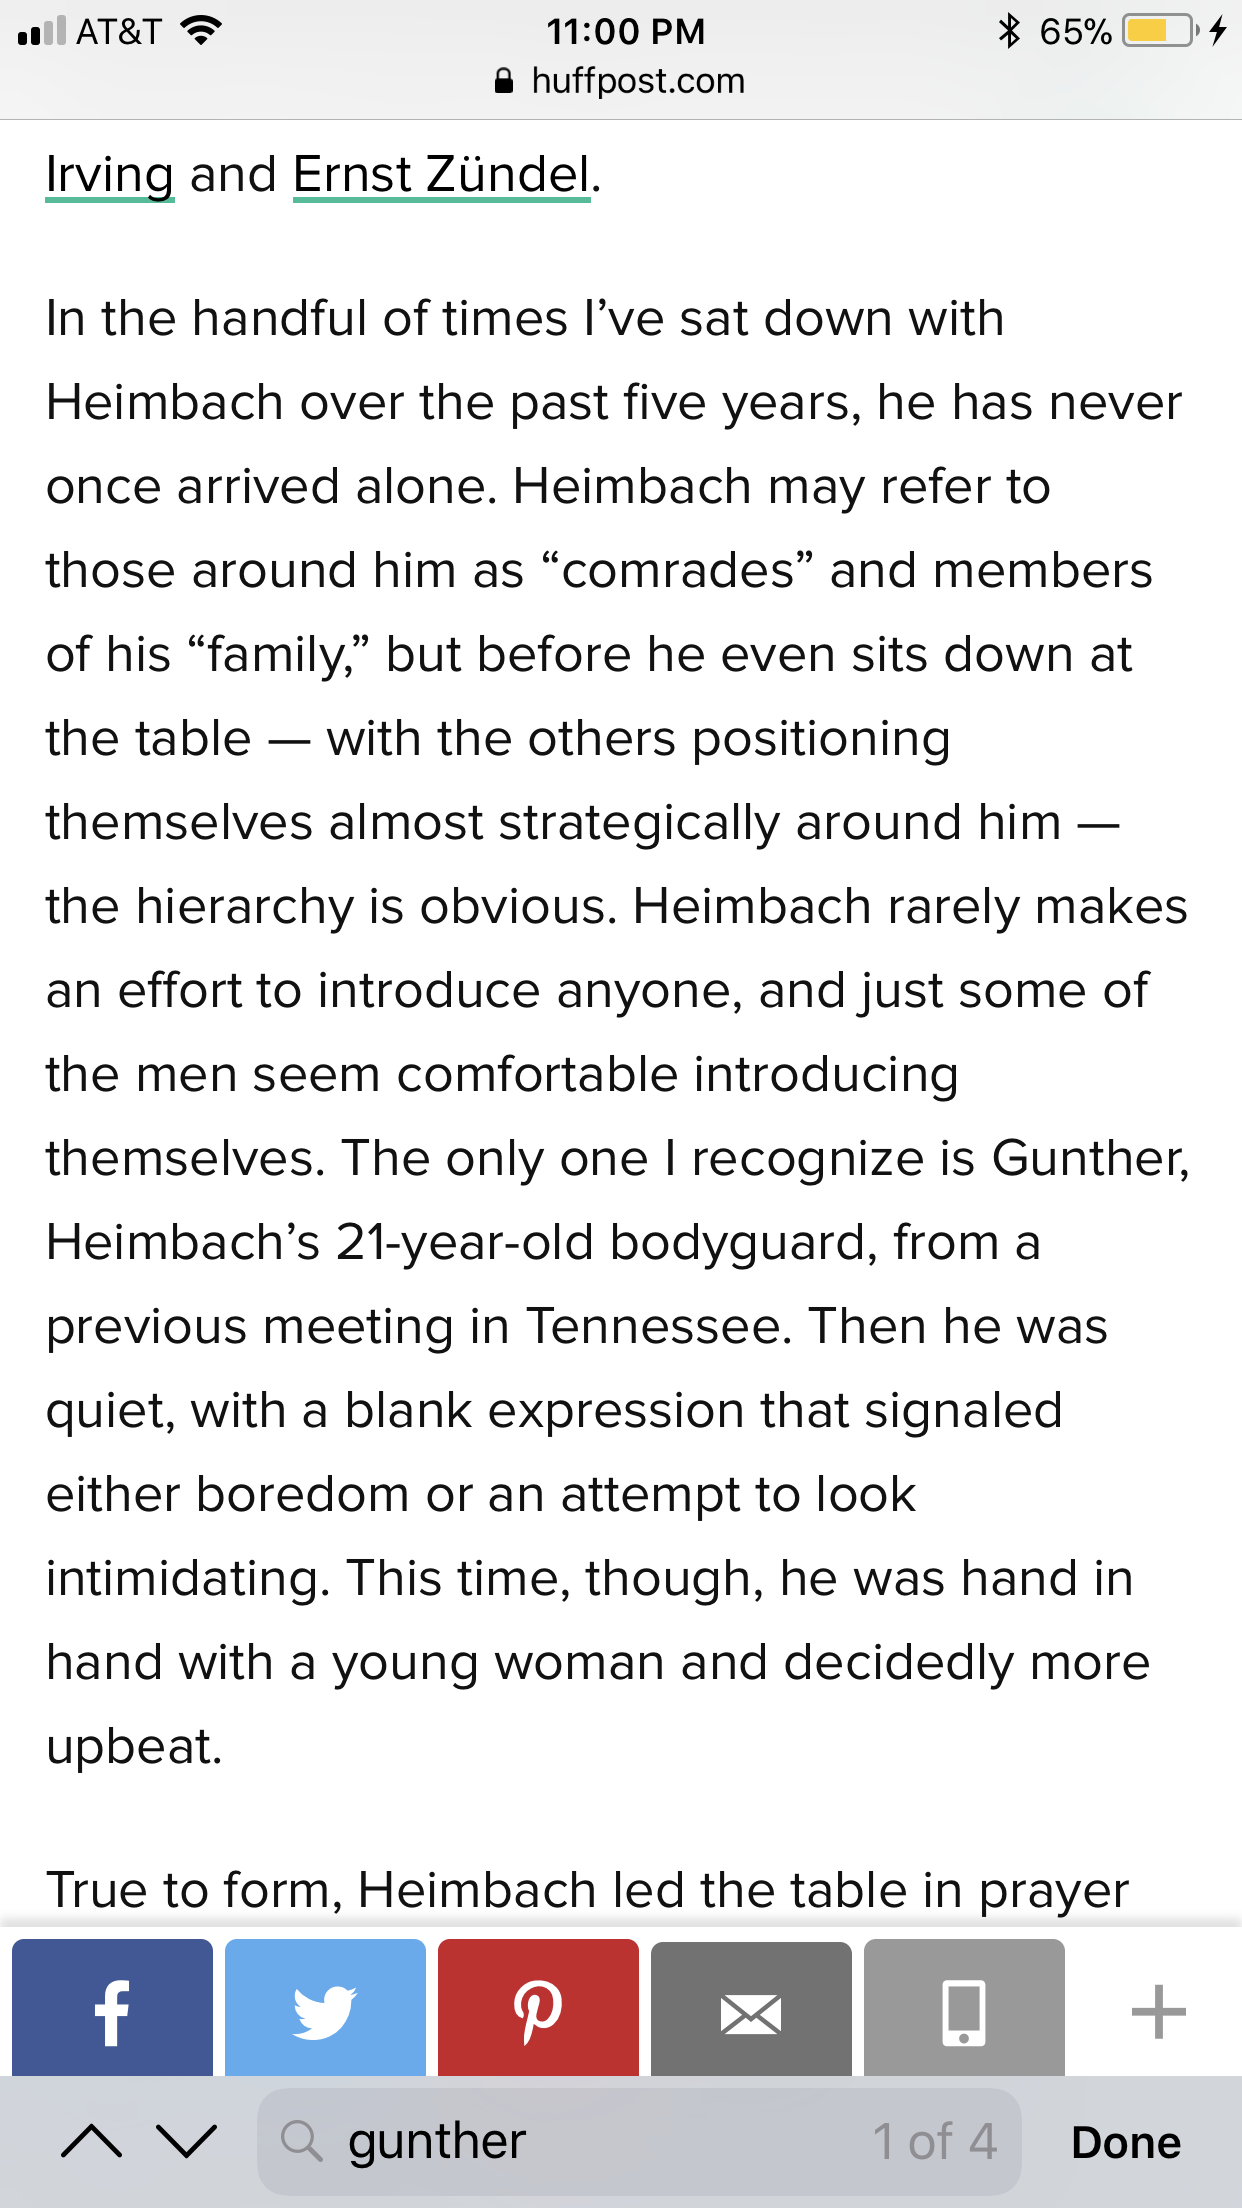 AT&T 11:00 PM 65%
huffpost.com
Irving and Ernst Zündel.
In the handful of times I’ve sat down with
Heimbach over the past five years, he has never
once arrived alone. Heimbach may refer to
those around him as “comrades” and members
of his “family,” but before he even sits down at
the table — with the others positioning
themselves almost strategically around him —
the hierarchy is obvious. Heimbach rarely makes
an effort to introduce anyone, and just some of
the men seem comfortable introducing
themselves. The only one I recognize is Gunther,
Heimbach’s 21-year-old bodyguard, from a
previous meeting in Tennessee. Then he was
quiet, with a blank expression that signaled
either boredom or an attempt to look
intimidating. This time, though, he was hand in
hand with a young woman and decidedly more
upbeat.
True to form, Heimbach led the table in prayer
gunther 1 of 4 Done